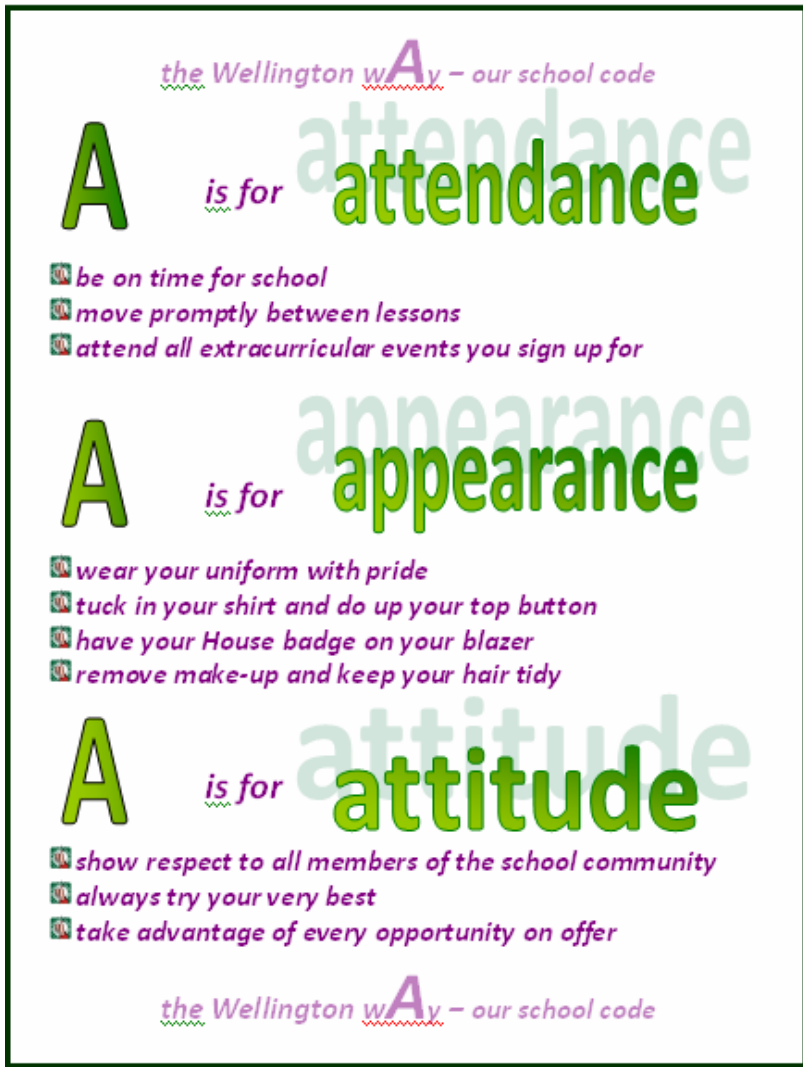 the Wellington wAy – our school code
attendance
A is for attendance
be on time for school
move promptly between lessons
attend all extracurricular events you sign up for
appearance
A is for appearance
wear your uniform with pride
tuck in your shirt and do up your top button
have your House badge on your blazer
remove make-up and keep your hair tidy
attitude
A is for attitude
show respect to all members of the school community
always try your very best
take advantage of every opportunity on offer
the Wellington wAy – our school code